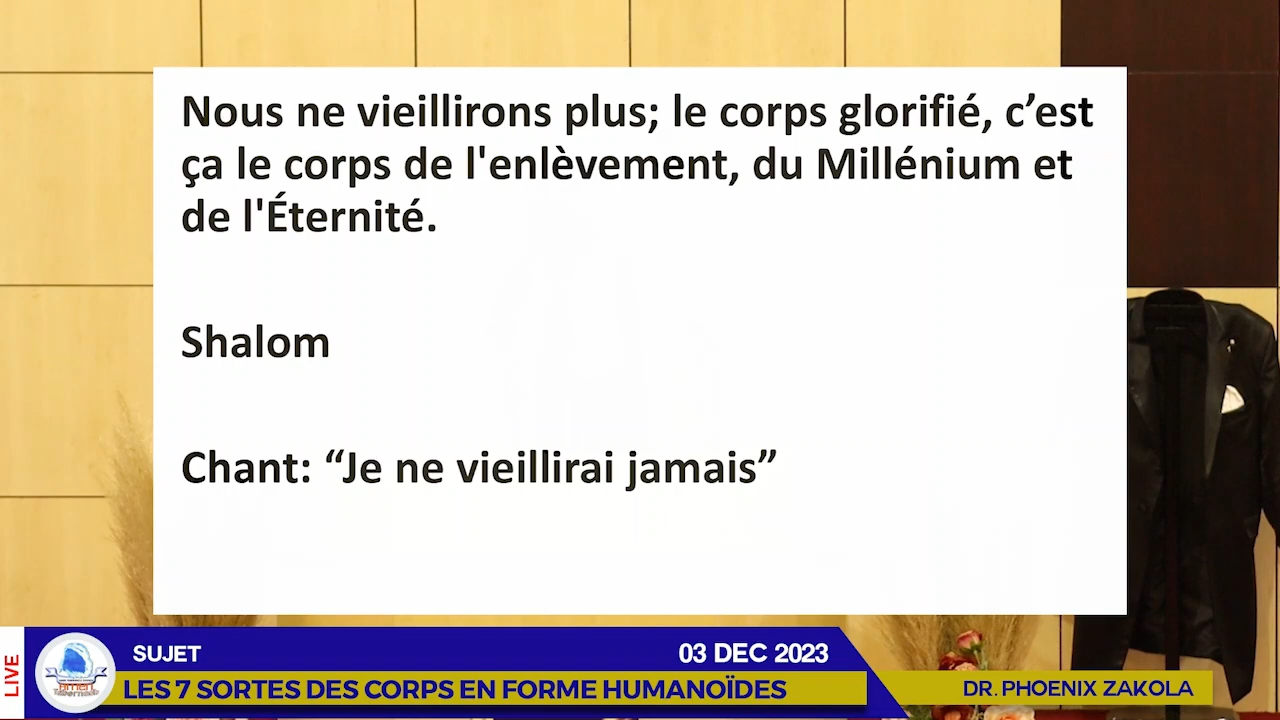 Nous ne vieillirons plus; le corps glorifié, c’est
ça le corps de l'enlèvement, du Millénium et
de l'Éternité.
Shalom
Chant: “Je ne vieillirai jamais”
LIVE
SUJET
03 DEC 2023
LES 7 SORTES DES CORPS EN FORME HUMANOÏDES
DR. PHOENIX ZAKOLA